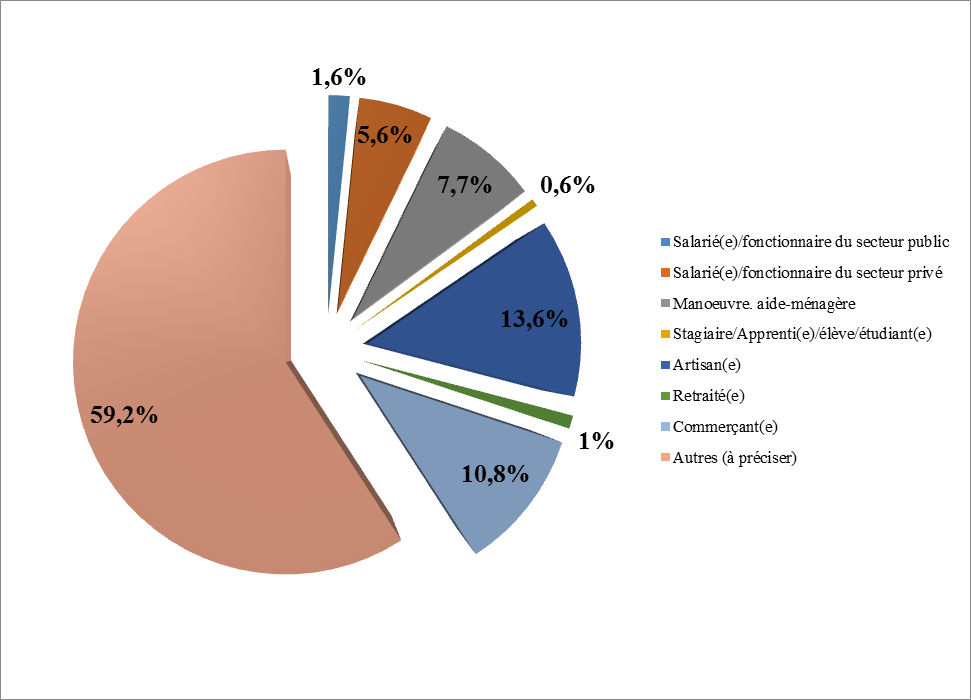 1,6%
5,6%
7,7%
0,6%
13,6%
1%
10,8%
59,2%
Salarié(e)/fonctionnaire du secteur public
Salarié(e)/fonctionnaire du secteur privé
Manoeuvre. aide-ménagère
Stagiaire/Apprenti(e)/élève/étudiant(e)
Artisan(e)
Retraité(e)
Commerçant(e)
Autres (à préciser)